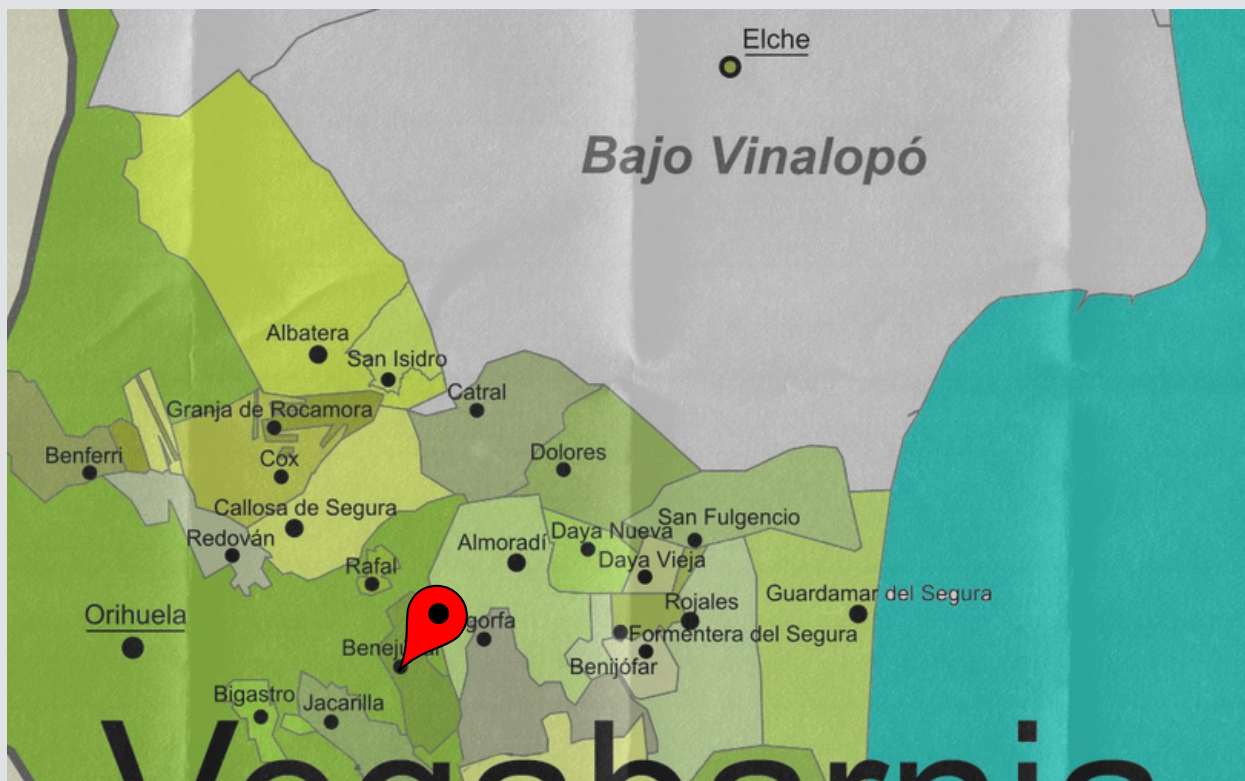 Elche
Bajo Vinalopó
Albatera
San Isidro
Catral
Granja de Rocamora
Benferri
Cox
Dolores
Callosa de Segura
San Fulgencio
Redován
Daya Nueva
Almoradí
Daya Vieja
Rafal
Guardamar del Segura
Rojales
Orihuela
Formentera del Segura
Benijófar
Bigastro
Jacarilla